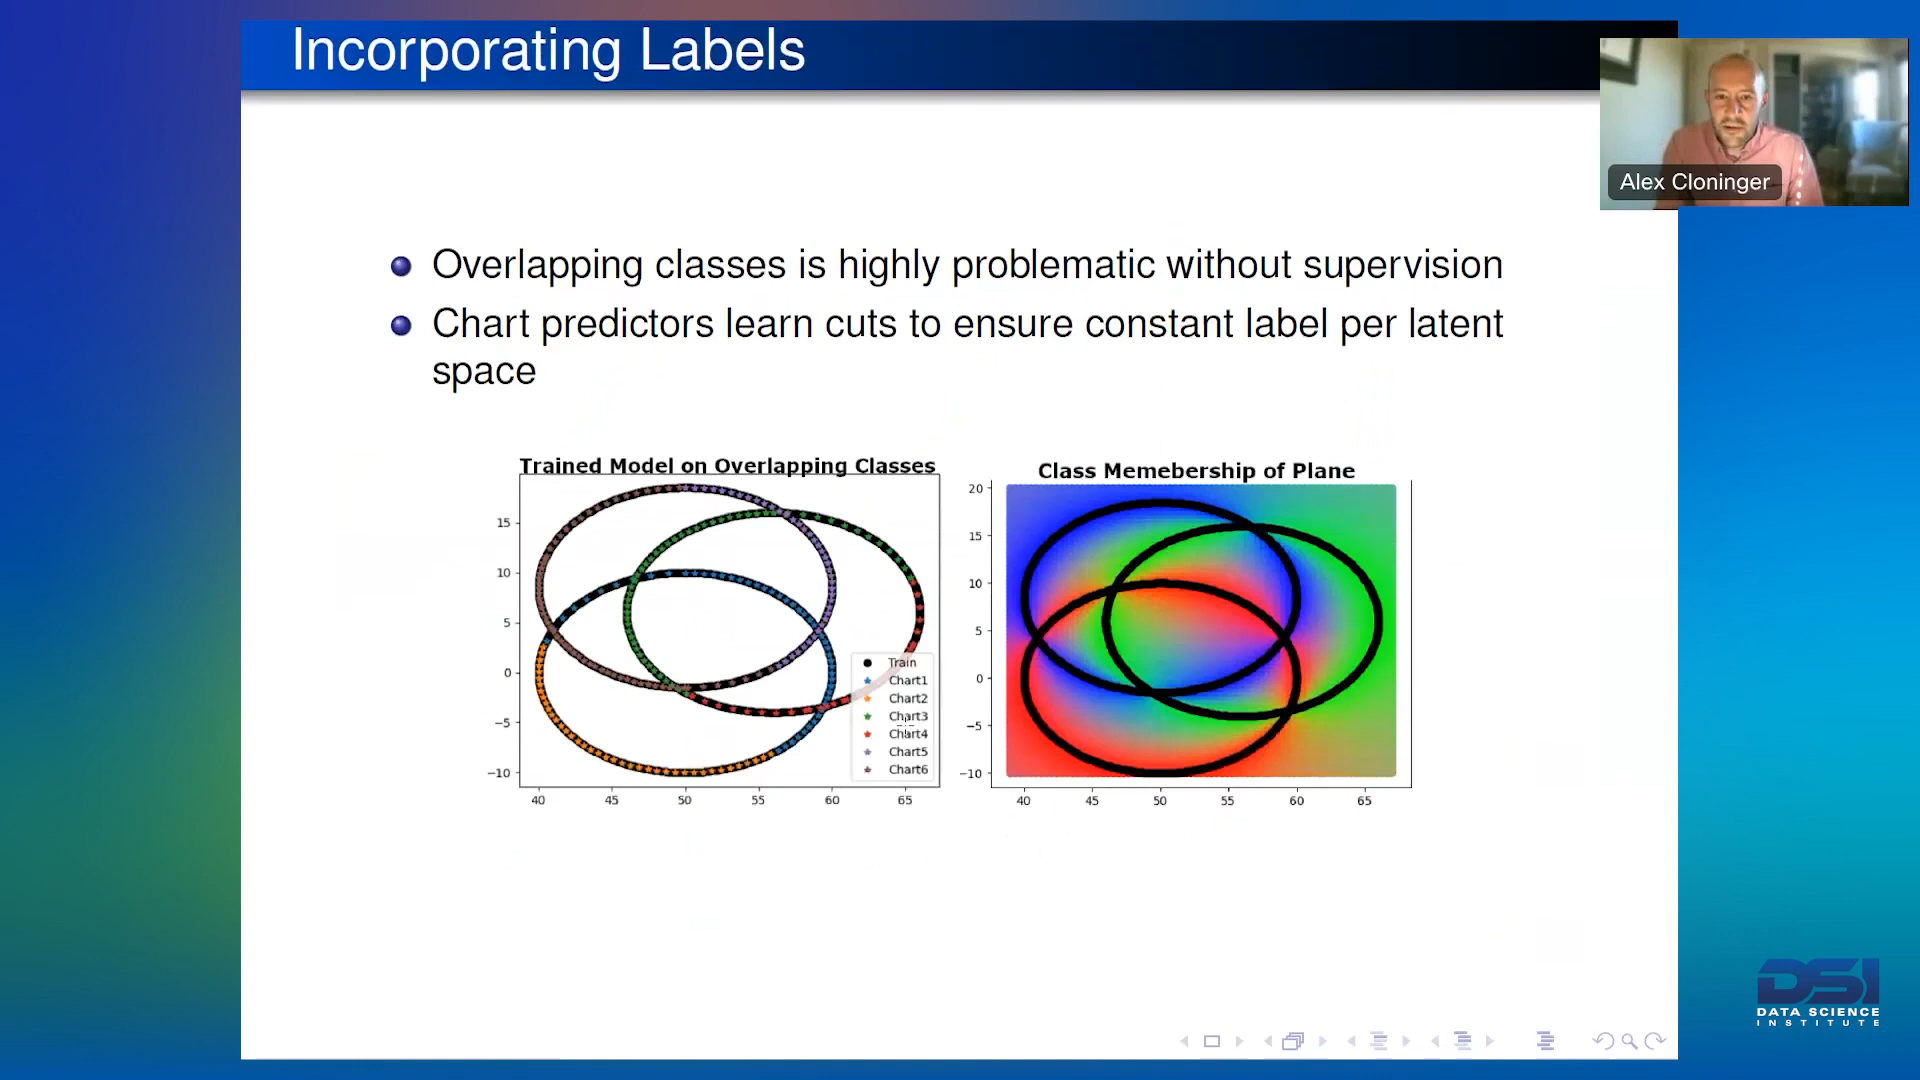 Incorporating Labels
Alex Cloninger
Overlapping classes is highly problematic without supervision
Chart predictors learn cuts to ensure constant label per latent
space
Trained Model on Overlapping Classes
15
10
5
0
−5
−10
40 45 50 55 60 65
Train
Chart1
Chart2
Chart3
Chart4
Chart5
Chart6
Class Memebership of Plane
20
15
10
5
0
−5
−10
40 45 50 55 60 65
DSI
DATA SCIENCE
INSTITUTE